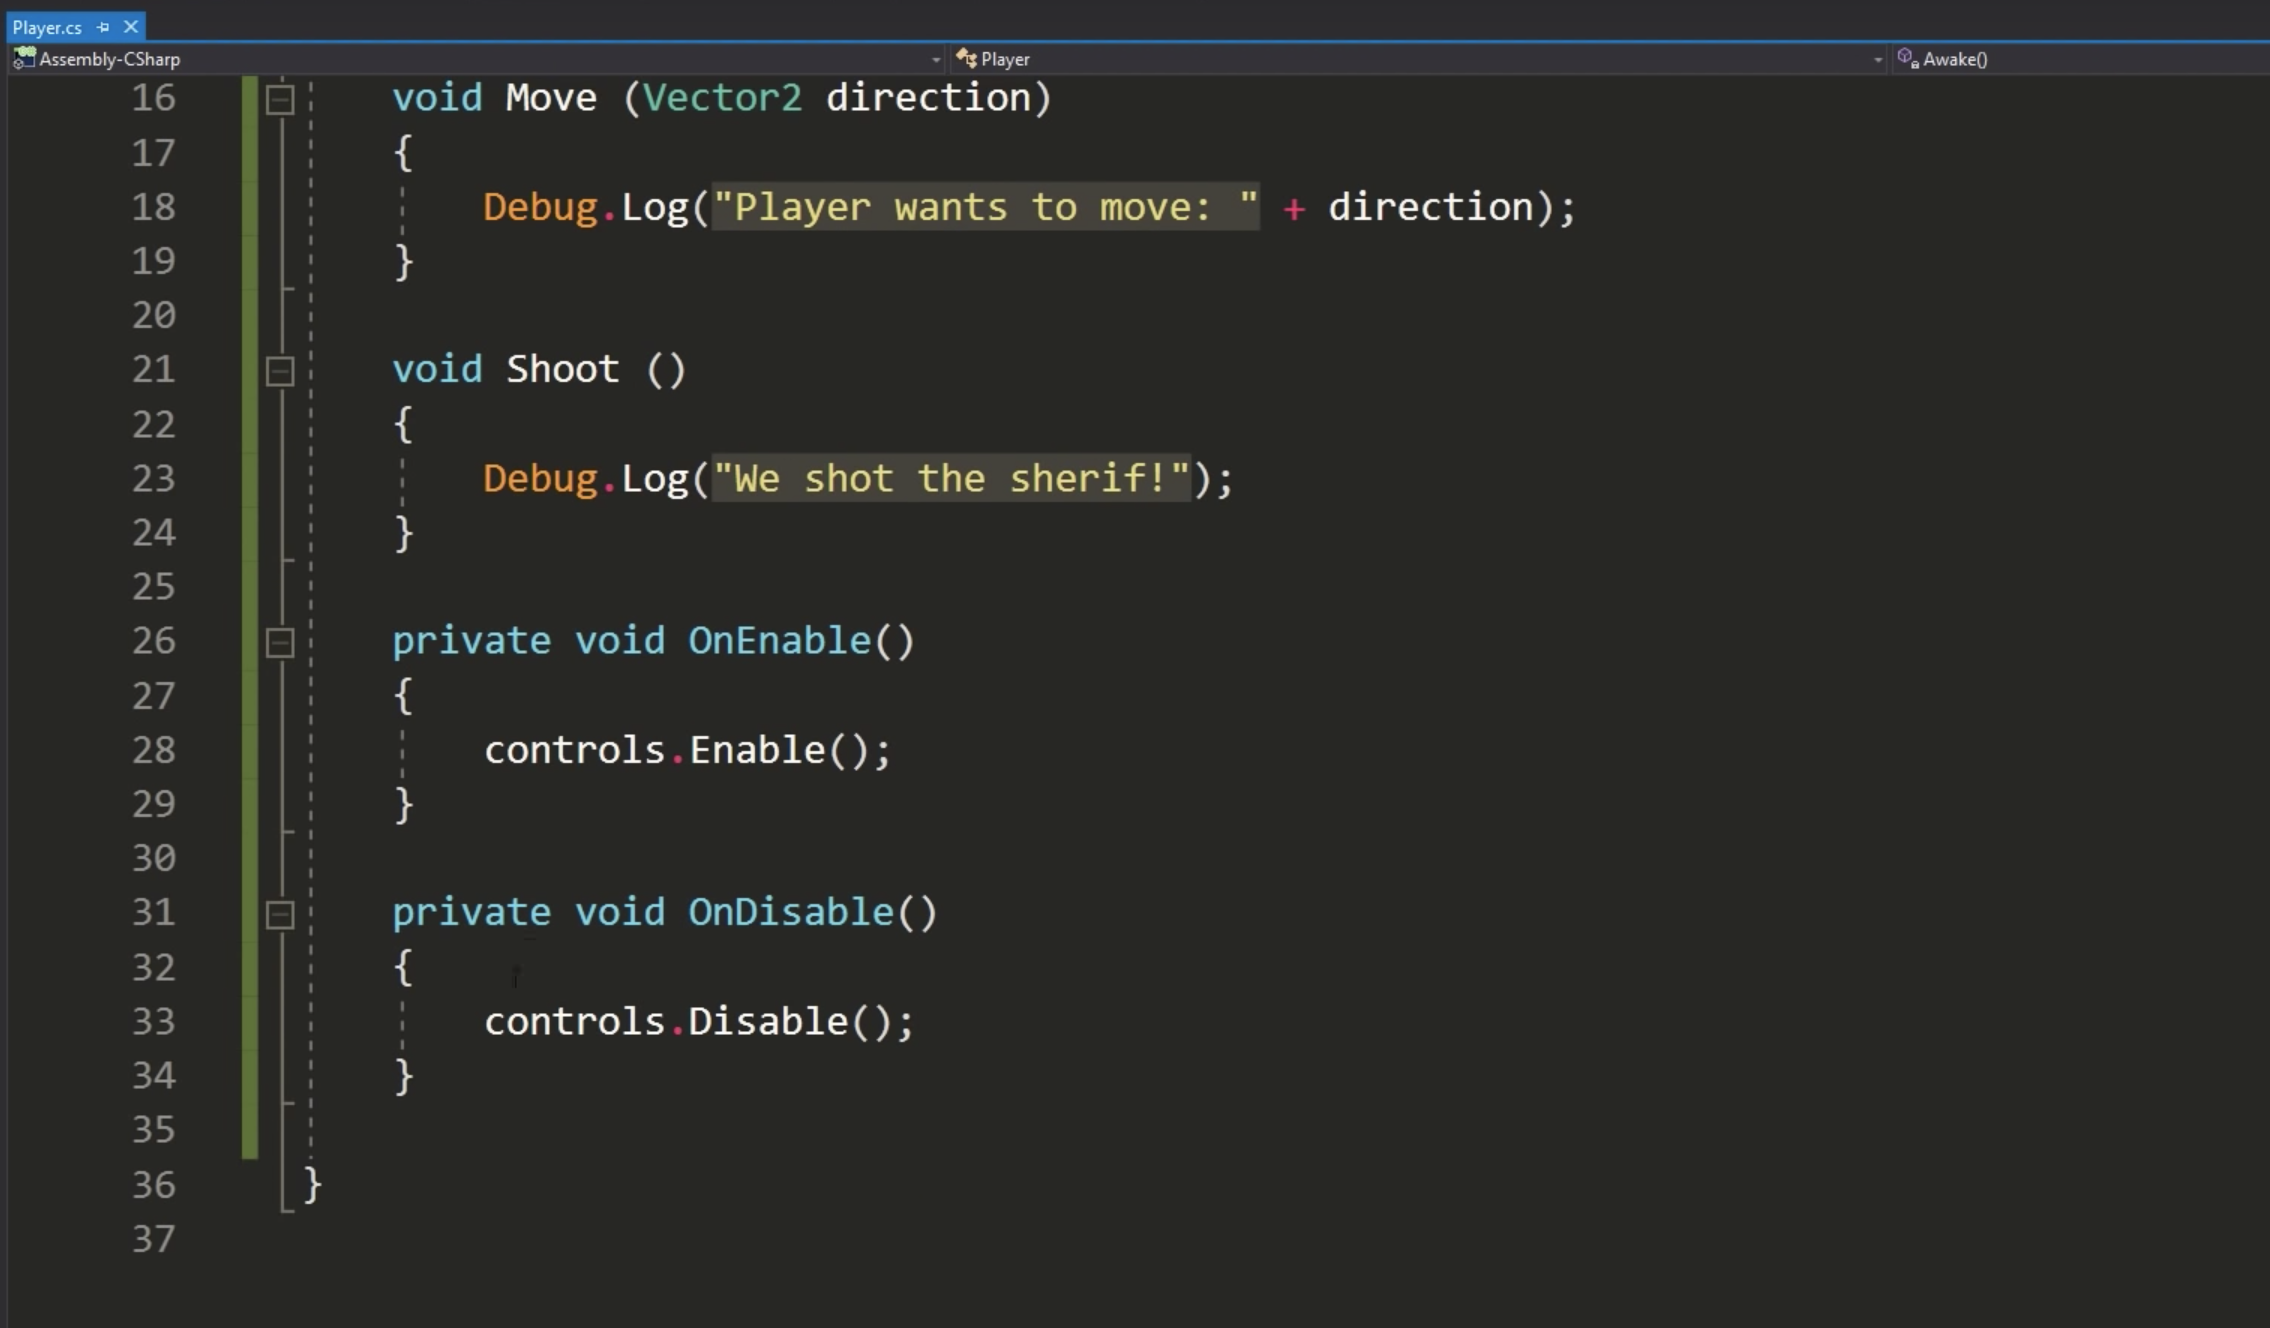 Player.cs
Assembly-CSharp Player Awake()
16 void Move (Vector2 direction)
17 {
18 Debug.Log("Player wants to move: " + direction);
19 }
20
21 void Shoot ()
22 {
23 Debug.Log("We shot the sherif!");
24 }
25
26 private void OnEnable()
27 {
28 controls.Enable();
29 }
30
31 private void OnDisable()
32 {
33 controls.Disable();
34 }
35
36 }
37